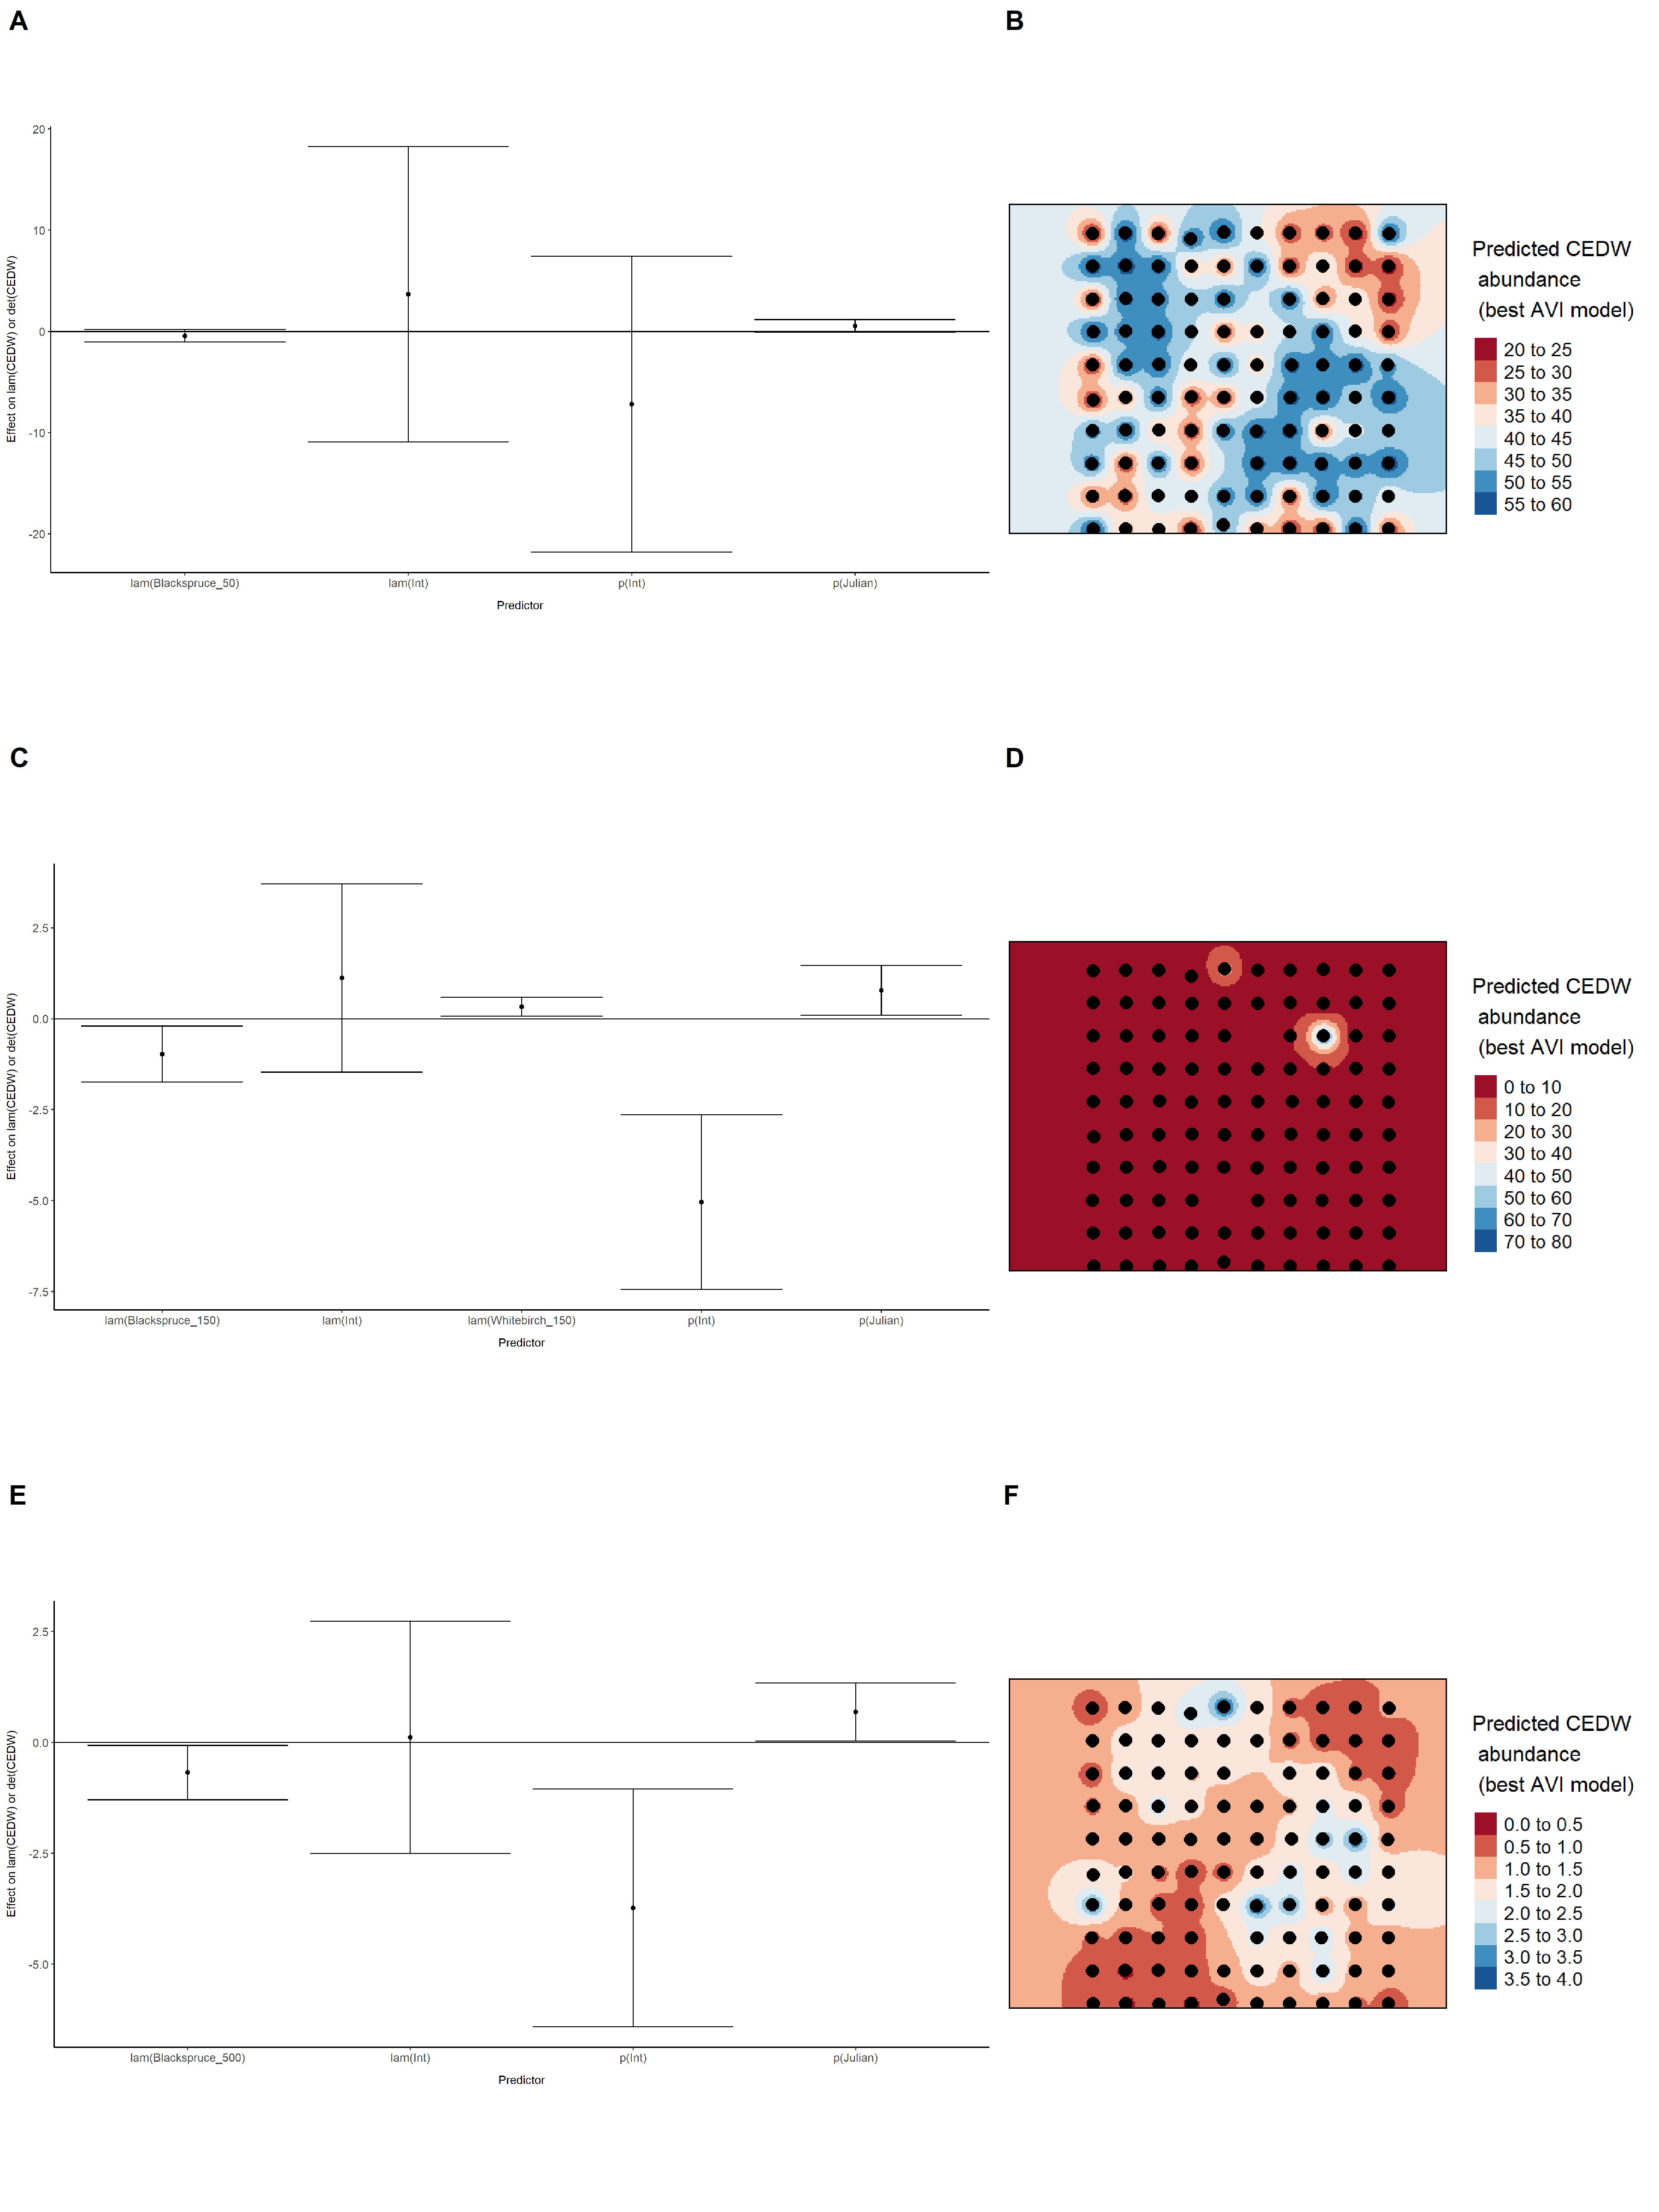 A
B
20
10
0
-10
-20
Effect on lam(CEDW) or det(CEDW)
lam(Blackspruce_50)
lam(Int)
p(Int)
p(Julian)
Predictor
Predicted CEDW
abundance
(best AVI model)
20 to 25
25 to 30
30 to 35
35 to 40
40 to 45
45 to 50
50 to 55
55 to 60
C
D
2.5
0.0
-2.5
-5.0
-7.5
Effect on lam(CEDW) or det(CEDW)
lam(Blackspruce_150)
lam(Int)
lam(Whitebirch_150)
p(Int)
p(Julian)
Predictor
Predicted CEDW
abundance
(best AVI model)
0 to 10
10 to 20
20 to 30
30 to 40
40 to 50
50 to 60
60 to 70
70 to 80
E
F
2.5
0.0
-2.5
-5.0
Effect on lam(CEDW) or det(CEDW)
lam(Blackspruce_500)
lam(Int)
p(Int)
p(Julian)
Predictor
Predicted CEDW
abundance
(best AVI model)
0.0 to 0.5
0.5 to 1.0
1.0 to 1.5
1.5 to 2.0
2.0 to 2.5
2.5 to 3.0
3.0 to 3.5
3.5 to 4.0